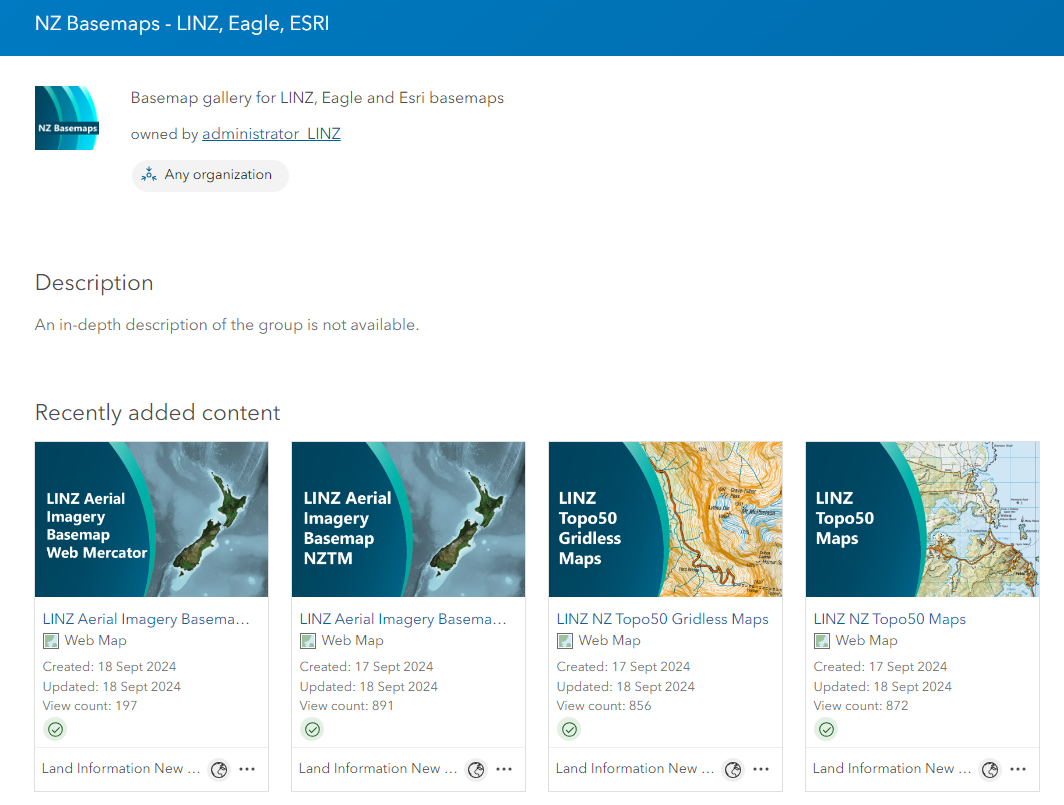 NZ Basemaps - LINZ, Eagle, ESRI
NZ Basemaps
Basemap gallery for LINZ, Eagle and Esri basemaps
owned by administrator_LINZ
Any organization
Description
An in-depth description of the group is not available.
Recently added content
LINZ Aerial
Imagery
Basemap
Web Mercator
LINZ Aerial Imagery Basema…
Web Map
Created: 18 Sept 2024
Updated: 18 Sept 2024
View count: 197
Land Information New …
LINZ Aerial
Imagery
Basemap
NZTM
LINZ Aerial Imagery Basema…
Web Map
Created: 17 Sept 2024
Updated: 18 Sept 2024
View count: 891
Land Information New …
LINZ
Topo50
Gridless
Maps
LINZ NZ Topo50 Gridless Maps
Web Map
Created: 17 Sept 2024
Updated: 18 Sept 2024
View count: 856
Land Information New …
LINZ
Topo50
Maps
LINZ NZ Topo50 Maps
Web Map
Created: 17 Sept 2024
Updated: 18 Sept 2024
View count: 872
Land Information New …